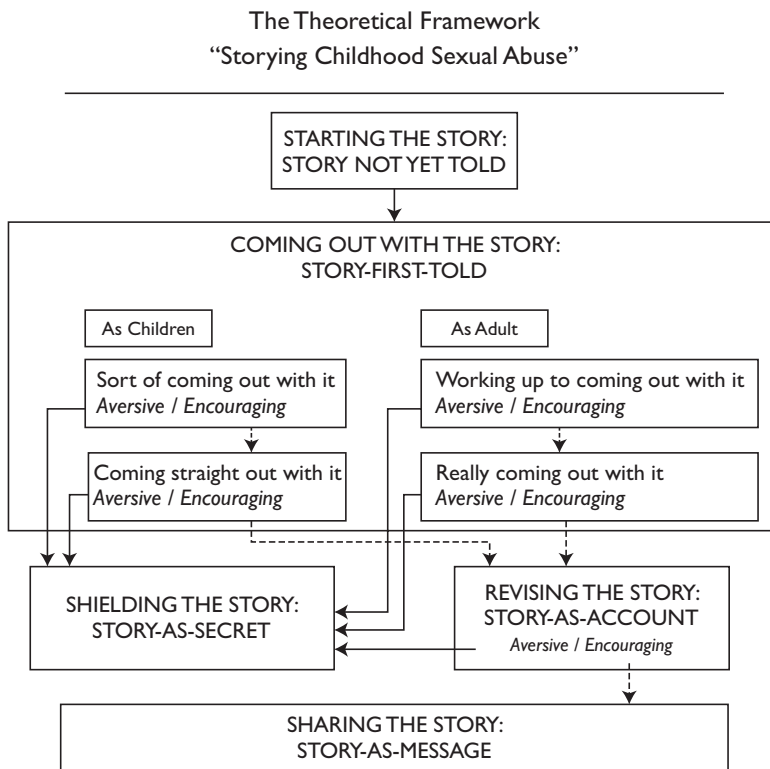 The Theoretical Framework
“Storying Childhood Sexual Abuse”
STARTING THE STORY:
STORY NOT YET TOLD
COMING OUT WITH THE STORY:
STORY-FIRST-TOLD
As Children
As Adult
Sort of coming out with it
Aversive / Encouraging
Working up to coming out with it
Aversive / Encouraging
Coming straight out with it
Aversive / Encouraging
Really coming out with it
Aversive / Encouraging
SHIELDING THE STORY:
STORY-AS-SECRET
REVISING THE STORY:
STORY-AS-ACCOUNT
Aversive / Encouraging
SHARING THE STORY:
STORY-AS-MESSAGE